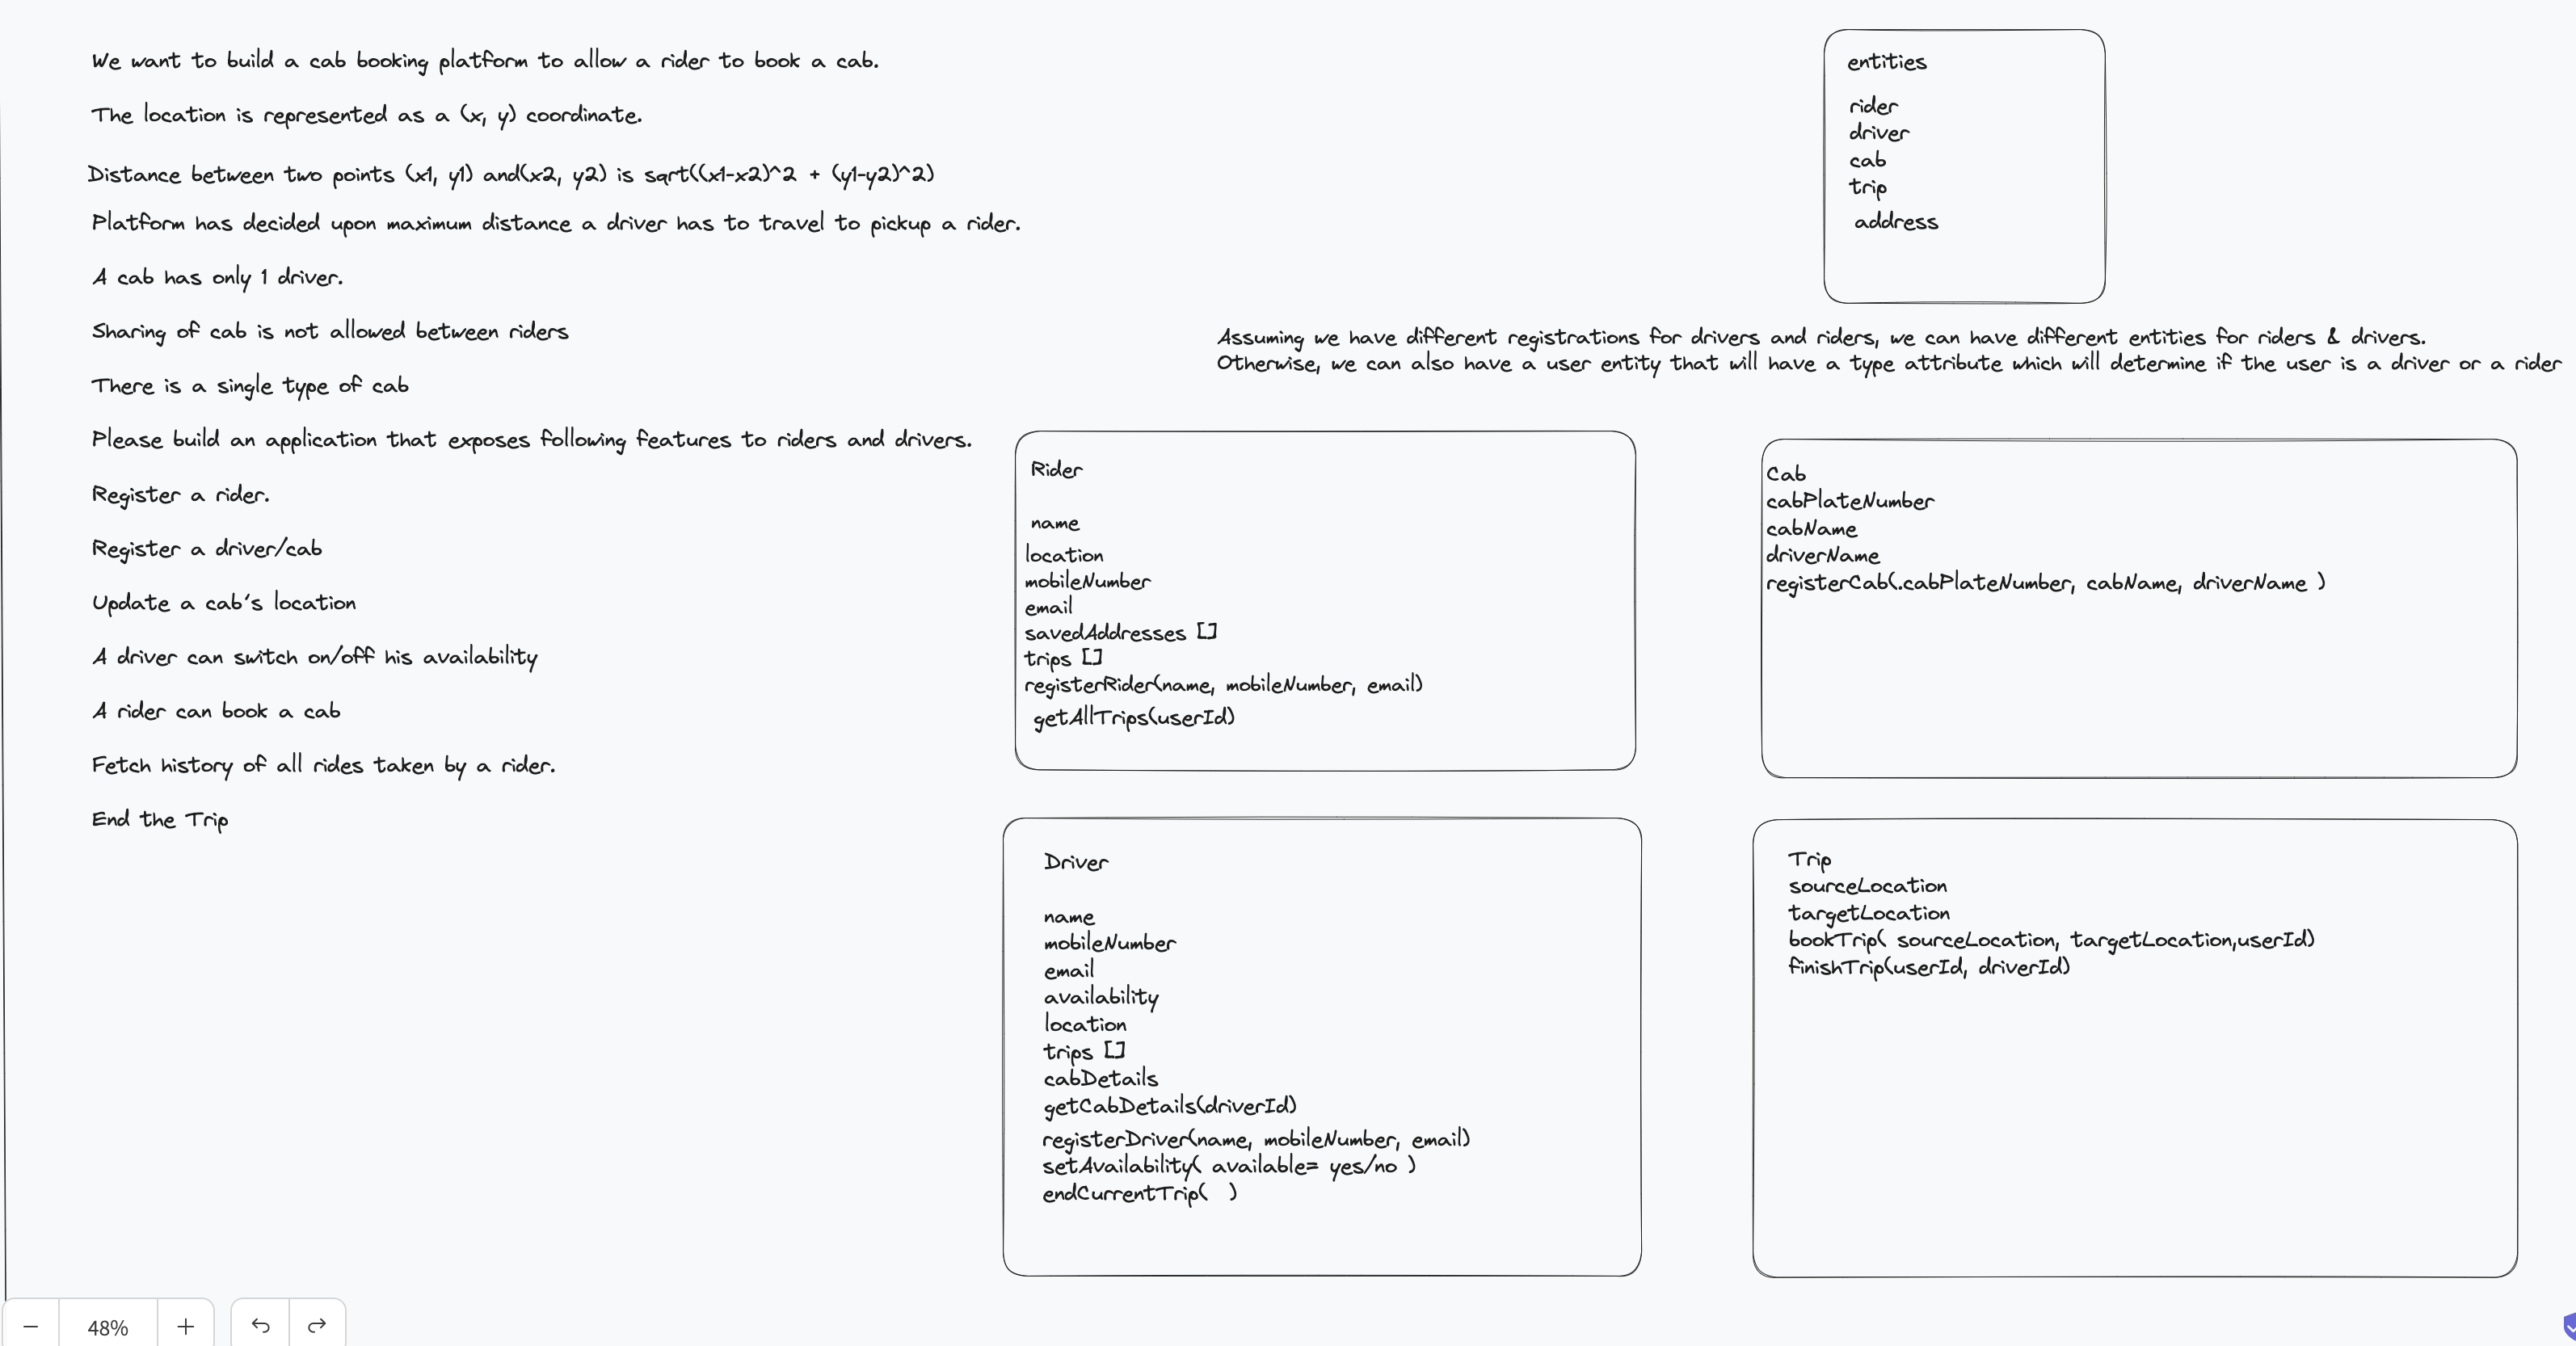 We want to build a cab booking platform to allow a rider to book a cab.
The location is represented as a (x, y) coordinate.
Distance between two points (x1, y1) and(x2, y2) is sqrt((x1-x2)^2 + (y1-y2)^2)
Platform has decided upon maximum distance a driver has to travel to pickup a rider.
A cab has only 1 driver.
Sharing of cab is not allowed between riders
There is a single type of cab
Please build an application that exposes following features to riders and drivers.
Register a rider.
Register a driver/cab
Update a cab's location
A driver can switch on/off his availability
A rider can book a cab
Fetch history of all rides taken by a rider.
End the Trip
entities
rider
driver
cab
trip
address
Assuming we have different registrations for drivers and riders, we can have different entities for riders & drivers.
Otherwise, we can also have a user entity that will have a type attribute which will determine if the user is a driver or a rider
Rider
name
location
mobileNumber
email
savedAddresses []
trips []
registerRider(name, mobileNumber, email)
getAllTrips(userId)
Cab
cabPlateNumber
cabName
driverName
registerCab(.cabPlateNumber, cabName, driverName )
Driver
name
mobileNumber
email
availability
location
trips []
cabDetails
getCabDetails(driverId)
registerDriver(name, mobileNumber, email)
setAvailability( available= yes/no )
endCurrentTrip(  )
Trip
sourceLocation
targetLocation
bookTrip( sourceLocation, targetLocation,userId)
finishTrip(userId, driverId)
48%